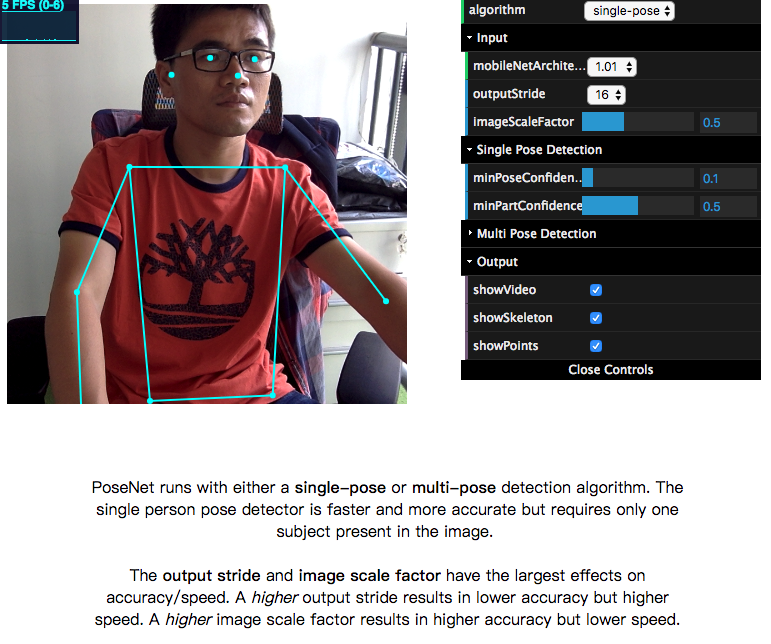 5 FPS (0-6)
algorithm single-pose
Input
mobileNetArchite... 1.01
outputStride 16
imageScaleFactor 0.5
Single Pose Detection
minPoseConfiden... 0.1
minPartConfidence 0.5
Multi Pose Detection
Output
showVideo
showSkeleton
showPoints
Close Controls
PoseNet runs with either a single-pose or multi-pose detection algorithm. The
single person pose detector is faster and more accurate but requires only one
subject present in the image.
The output stride and image scale factor have the largest effects on
accuracy/speed. A higher output stride results in lower accuracy but higher
speed. A higher image scale factor results in higher accuracy but lower speed.